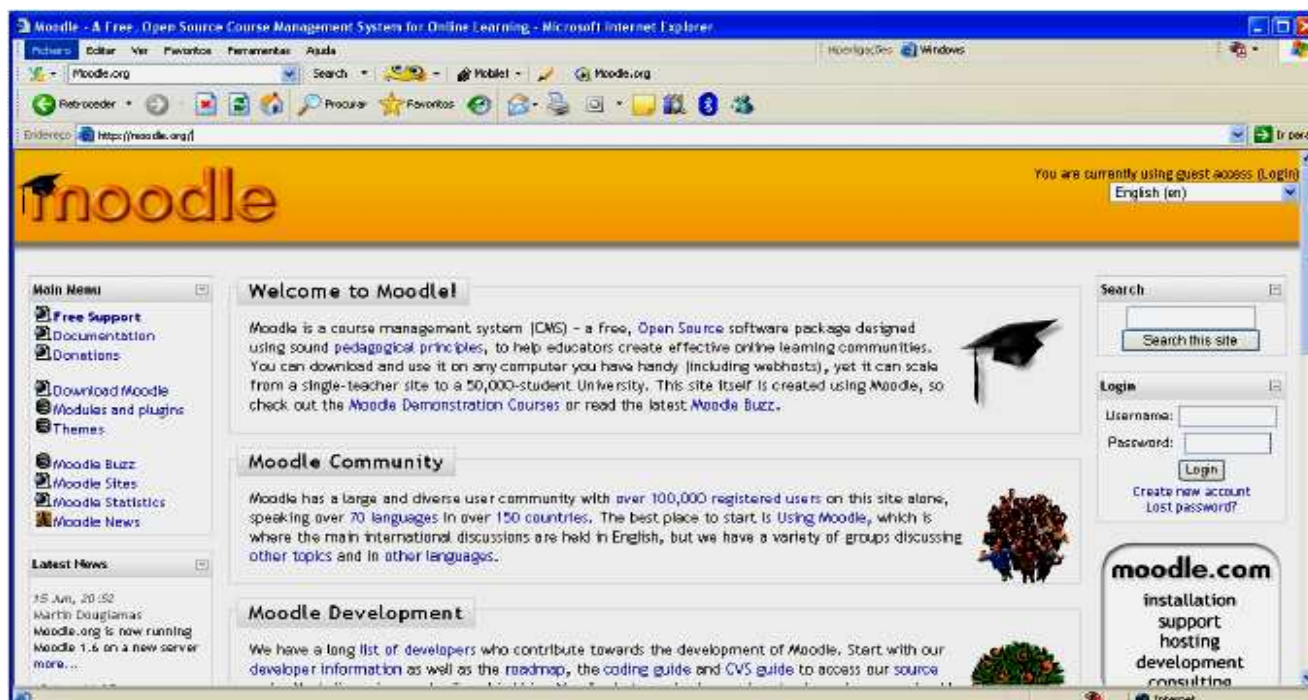 Moodle - A Free, Open Source Course Management System for Online Learning - Microsoft Internet Explorer
Ficheiro Editar Ver Favoritos Ferramentas Ajuda
Hiperligações Windows
Moodle.org Search Moblet Moodle.org
Retroceder Procurar Favoritos
Endereço http://moodle.org/ Ir para
moodle
You are currently using guest access (Login)
English (en)
Main Menu
Free Support
Documentation
Donations
Download Moodle
Modules and plugins
Themes
Moodle Buzz
Moodle Sites
Moodle Statistics
Moodle News
Latest News
15 Jun, 20:52
Martin Dougiamas
Moodle.org is now running
Moodle 1.6 on a new server
more...
Welcome to Moodle!
Moodle is a course management system (CMS) - a free, Open Source software package designed
using sound pedagogical principles, to help educators create effective online learning communities.
You can download and use it on any computer you have handy (including webhosts), yet it can scale
from a single-teacher site to a 50,000-student University. This site itself is created using Moodle, so
check out the Moodle Demonstration Courses or read the latest Moodle Buzz.
Moodle Community
Moodle has a large and diverse user community with over 100,000 registered users on this site alone,
speaking over 70 languages in over 150 countries. The best place to start is Using Moodle, which is
where the main international discussions are held in English, but we have a variety of groups discussing
other topics and in other languages.
Moodle Development
We have a long list of developers who contribute towards the development of Moodle. Start with our
developer information as well as the roadmap, the coding guide and CVS guide to access our source
Search
Search this site
Login
Username:
Password:
Login
Create new account
Lost password?
moodle.com
installation
support
hosting
development
consulting
Internet